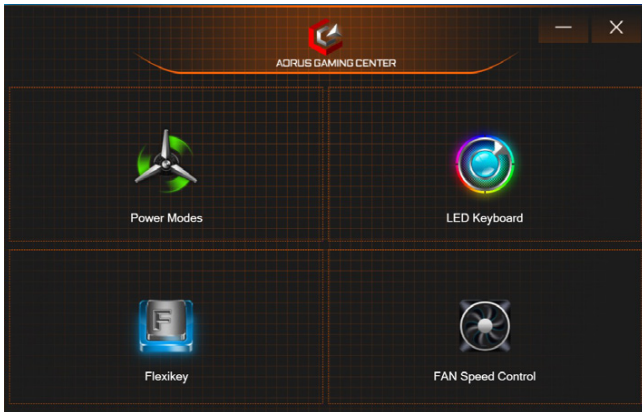 AORUS GAMING CENTER
Power Modes
LED Keyboard
F
Flexikey
FAN Speed Control